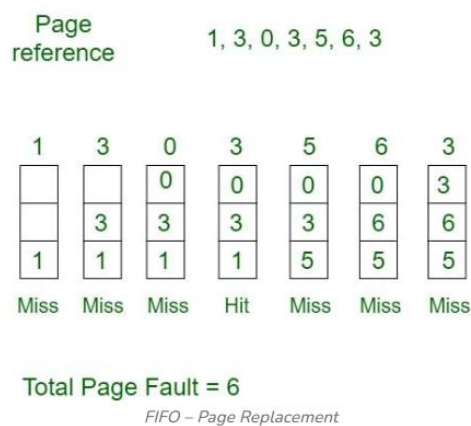 Page
reference
1, 3, 0, 3, 5, 6, 3
1 3 0 3 5 6 3
0 0 0 0 3
3 3 3 3 6 6
1 1 1 1 5 5 5
Miss Miss Miss Hit Miss Miss Miss
Total Page Fault = 6
FIFO – Page Replacement